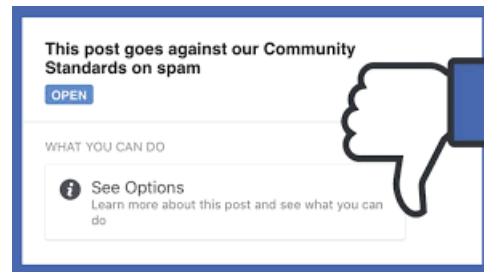 This post goes against our Community
Standards on spam
OPEN
WHAT YOU CAN DO
See Options
Learn more about this post and see what you can
do